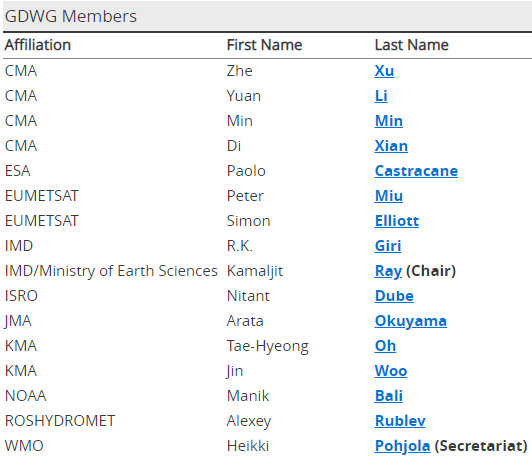 GDWG Members
Affiliation First Name Last Name
CMA Zhe Xu
CMA Yuan Li
CMA Min Min
CMA Di Xian
ESA Paolo Castracane
EUMETSAT Peter Miu
EUMETSAT Simon Elliott
IMD R.K. Giri
IMD/Ministry of Earth Sciences Kamaljit Ray (Chair)
ISRO Nitant Dube
JMA Arata Okuyama
KMA Tae-Hyeong Oh
KMA Jin Woo
NOAA Manik Bali
ROSHYDROMET Alexey Rublev
WMO Heikki Pohjola (Secretariat)